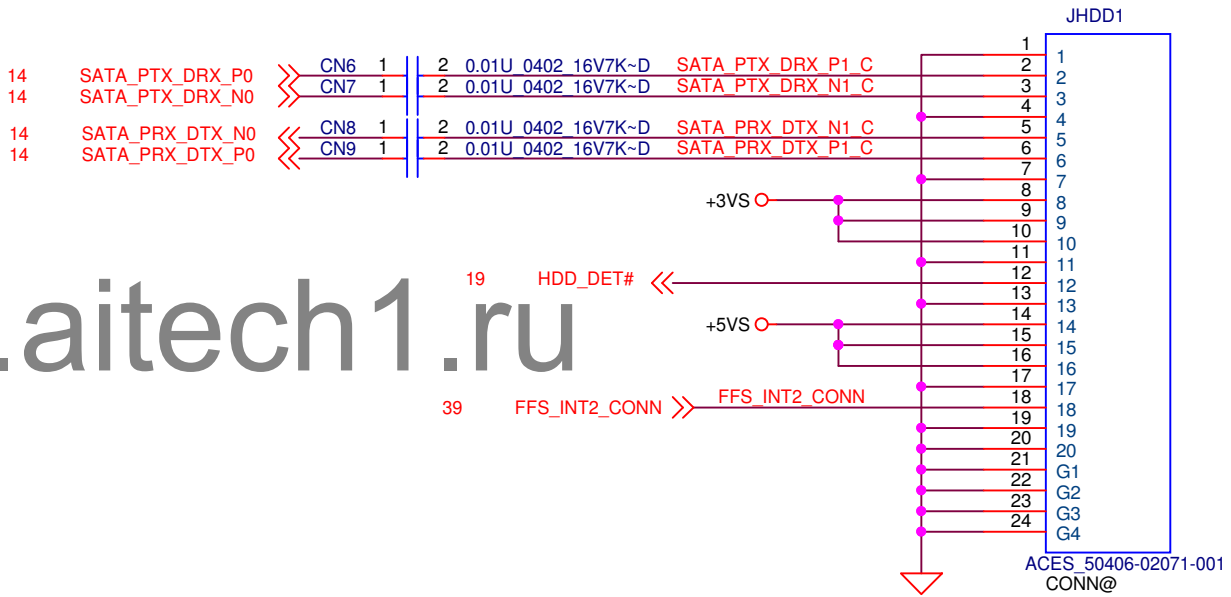 JHDD1
14 SATA_PTX_DRX_P0 CN6 1 2 0.01U_0402_16V7K~D SATA_PTX_DRX_P1_C
14 SATA_PTX_DRX_N0 CN7 1 2 0.01U_0402_16V7K~D SATA_PTX_DRX_N1_C
14 SATA_PRX_DTX_N0 CN8 1 2 0.01U_0402_16V7K~D SATA_PRX_DTX_N1_C
14 SATA_PRX_DTX_P0 CN9 1 2 0.01U_0402_16V7K~D SATA_PRX_DTX_P1_C
+3VS
19 HDD_DET#
.aitech1.ru
+5VS
39 FFS_INT2_CONN FFS_INT2_CONN
1 1
2 2
3 3
4 4
5 5
6 6
7 7
8 8
9 9
10 10
11 11
12 12
13 13
14 14
15 15
16 16
17 17
18 18
19 19
20 20
21 G1
22 G2
23 G3
24 G4
ACES_50406-02071-001
CONN@